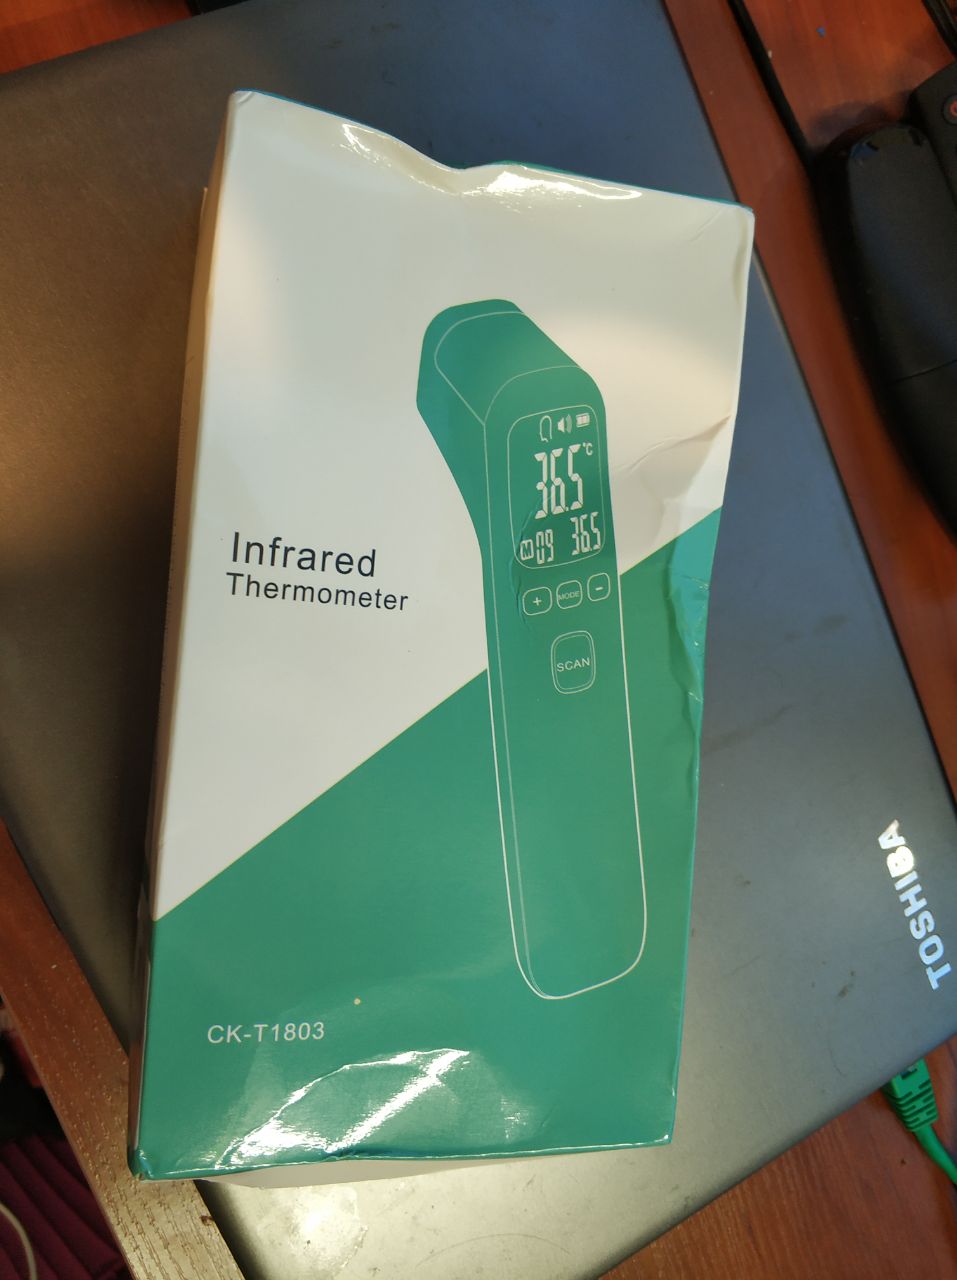 Infrared
Thermometer
36.5 °C
M 09 36.5
+ MODE -
SCAN
CK-T1803
TOSHIBA